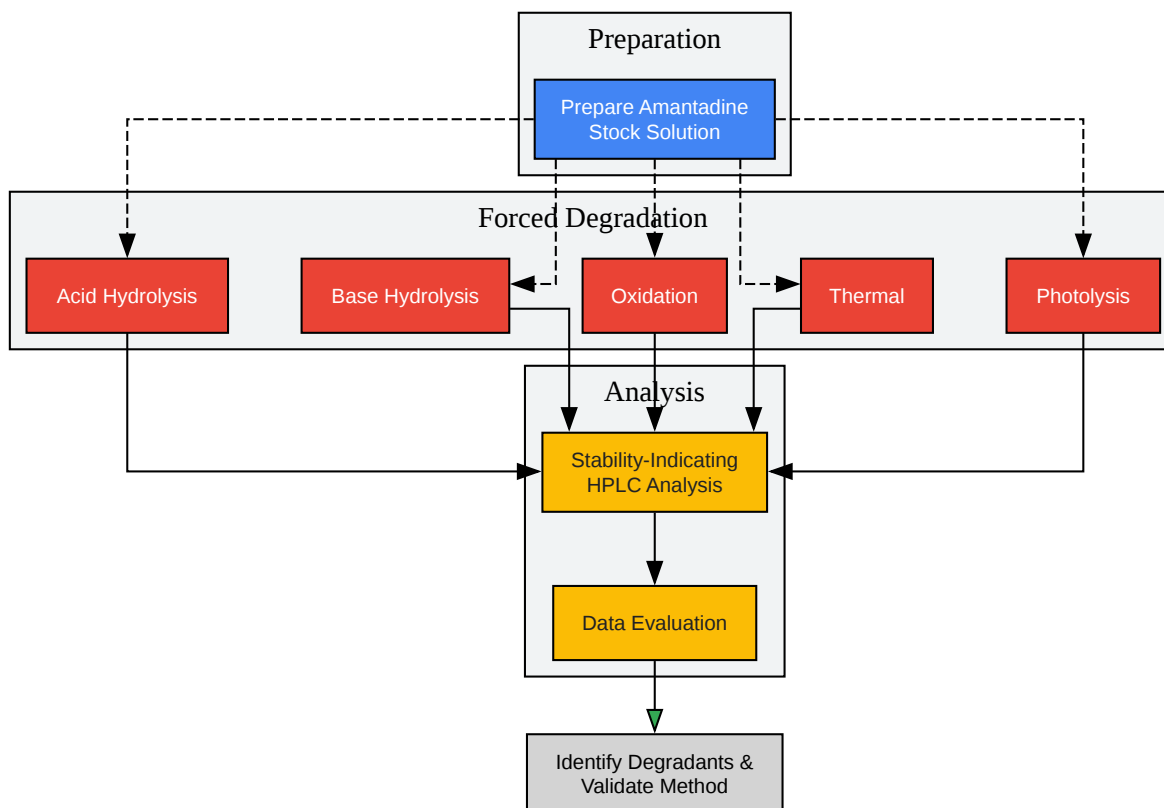 Preparation
Prepare Amantadine
Stock Solution
Forced Degradation
Acid Hydrolysis
Base Hydrolysis
Oxidation
Thermal
Photolysis
Analysis
Stability-Indicating
HPLC Analysis
Data Evaluation
Identify Degradants &
Validate Method